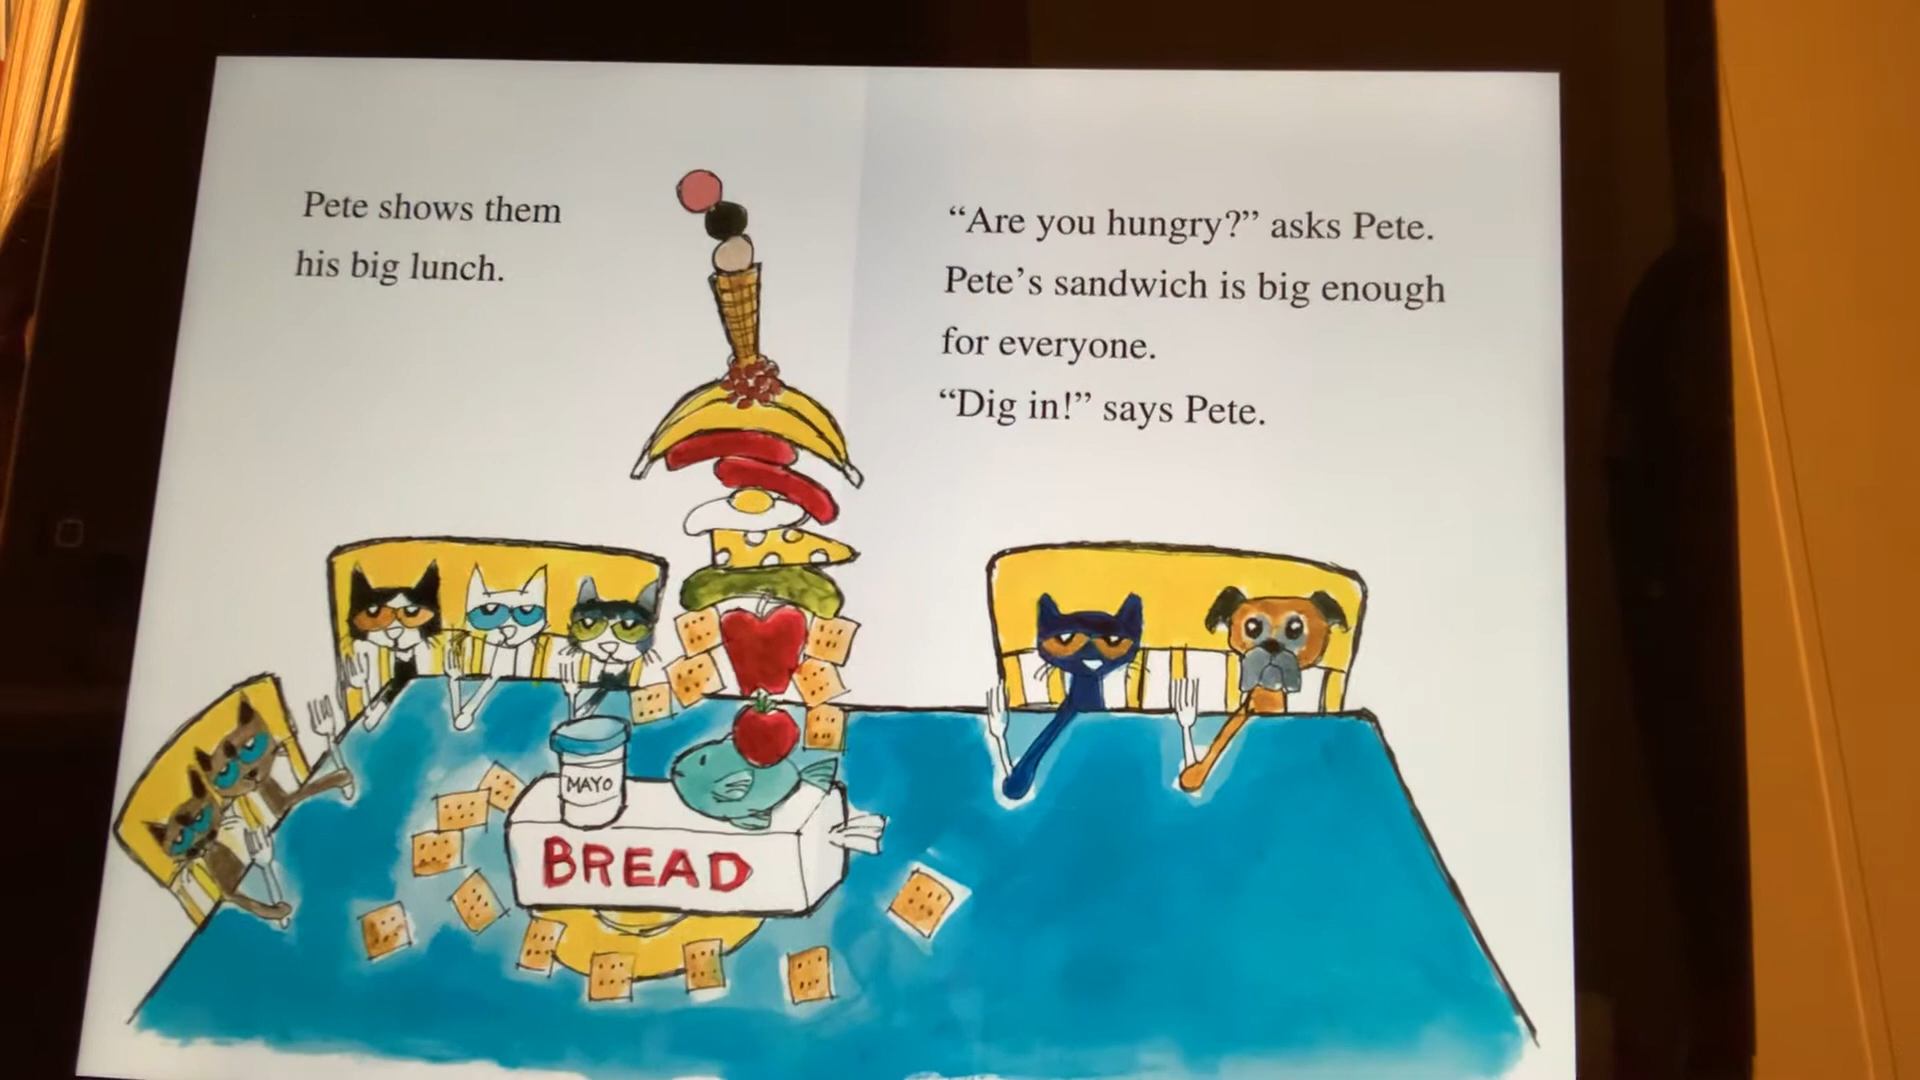 Pete shows them
his big lunch.
“Are you hungry?” asks Pete.
Pete’s sandwich is big enough
for everyone.
“Dig in!” says Pete.
MAYO
BREAD